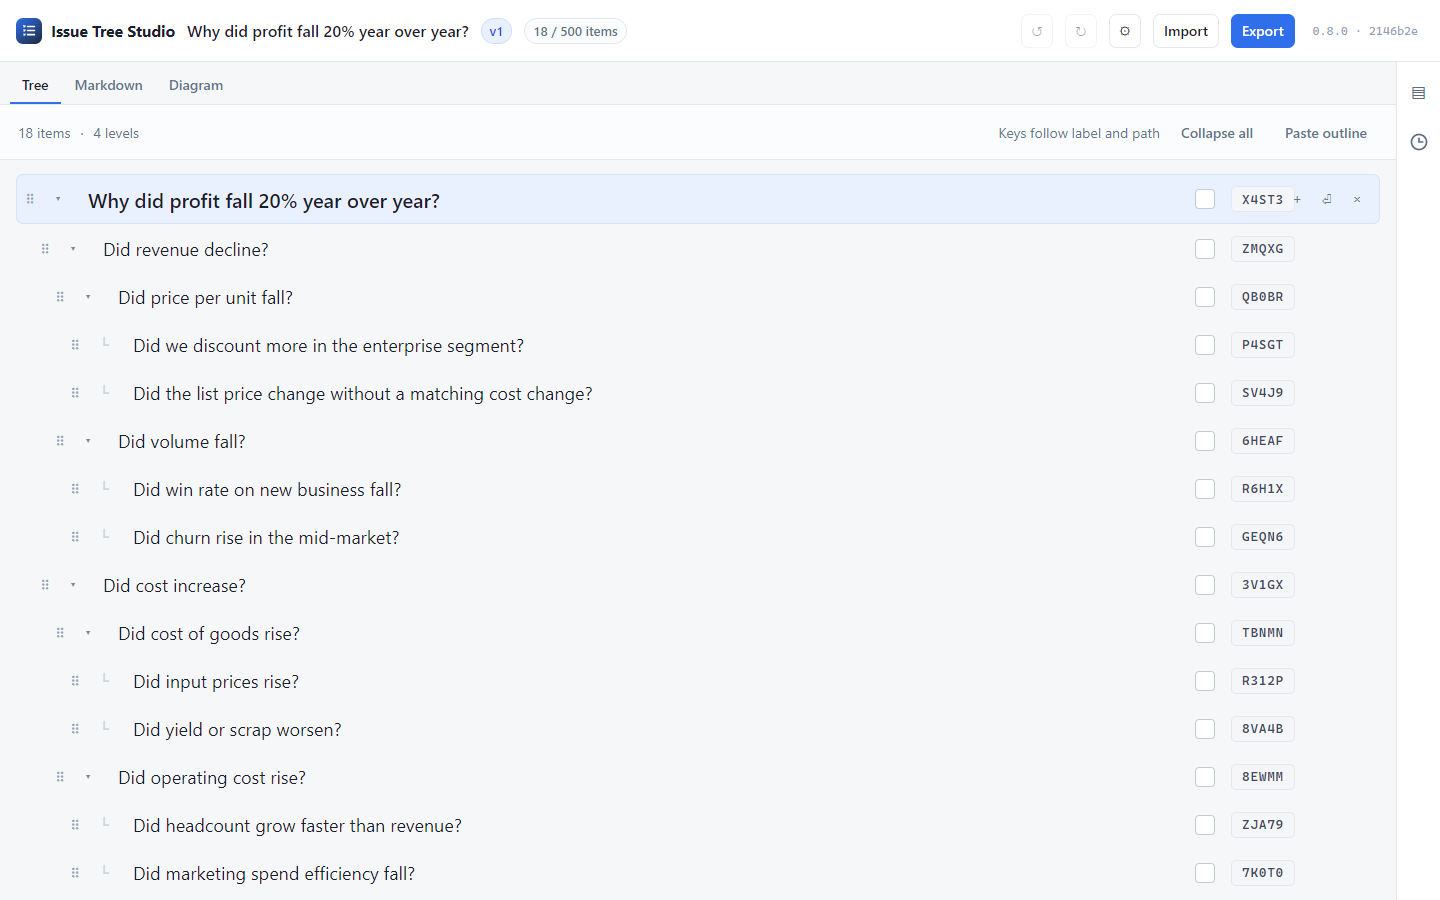 Issue Tree Studio Why did profit fall 20% year over year? v1 18 / 500 items Import Export 0.8.0 · 2146b2e
Tree Markdown Diagram
18 items · 4 levels Keys follow label and path Collapse all Paste outline
Why did profit fall 20% year over year? X4ST3
Did revenue decline? ZMQXG
Did price per unit fall? QB0BR
Did we discount more in the enterprise segment? P4SGT
Did the list price change without a matching cost change? SV4J9
Did volume fall? 6HEAF
Did win rate on new business fall? R6H1X
Did churn rise in the mid-market? GEQN6
Did cost increase? 3V1GX
Did cost of goods rise? TBNMN
Did input prices rise? R312P
Did yield or scrap worsen? 8VA4B
Did operating cost rise? 8EWMM
Did headcount grow faster than revenue? ZJA79
Did marketing spend efficiency fall? 7K0T0